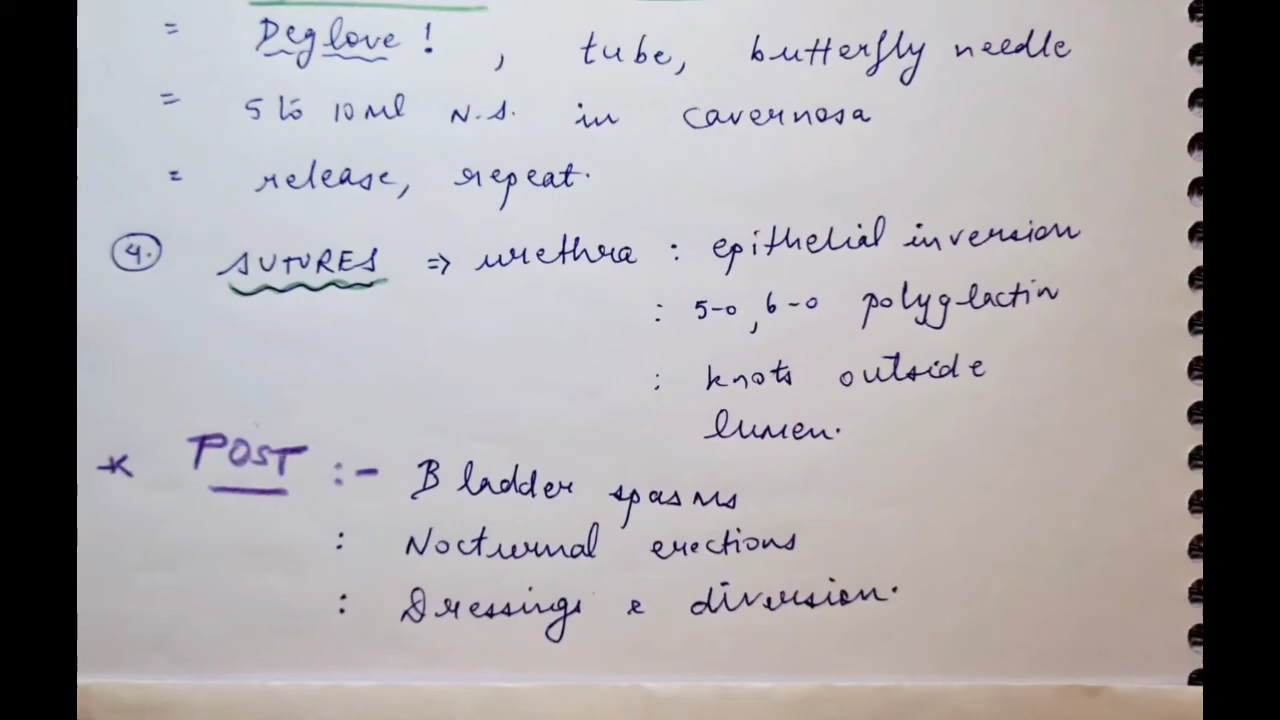 = Deglove! , tube, butterfly needle
= 5 to 10 ml N.S. in cavernosa
= release, repeat.
4. SUTURES => urethra : epithelial inversion
: 5-0, 6-0 polyglactin
: knots outside
lumen.
* POST :- Bladder spasms
: Nocturnal erections
: Dressings & diversion.